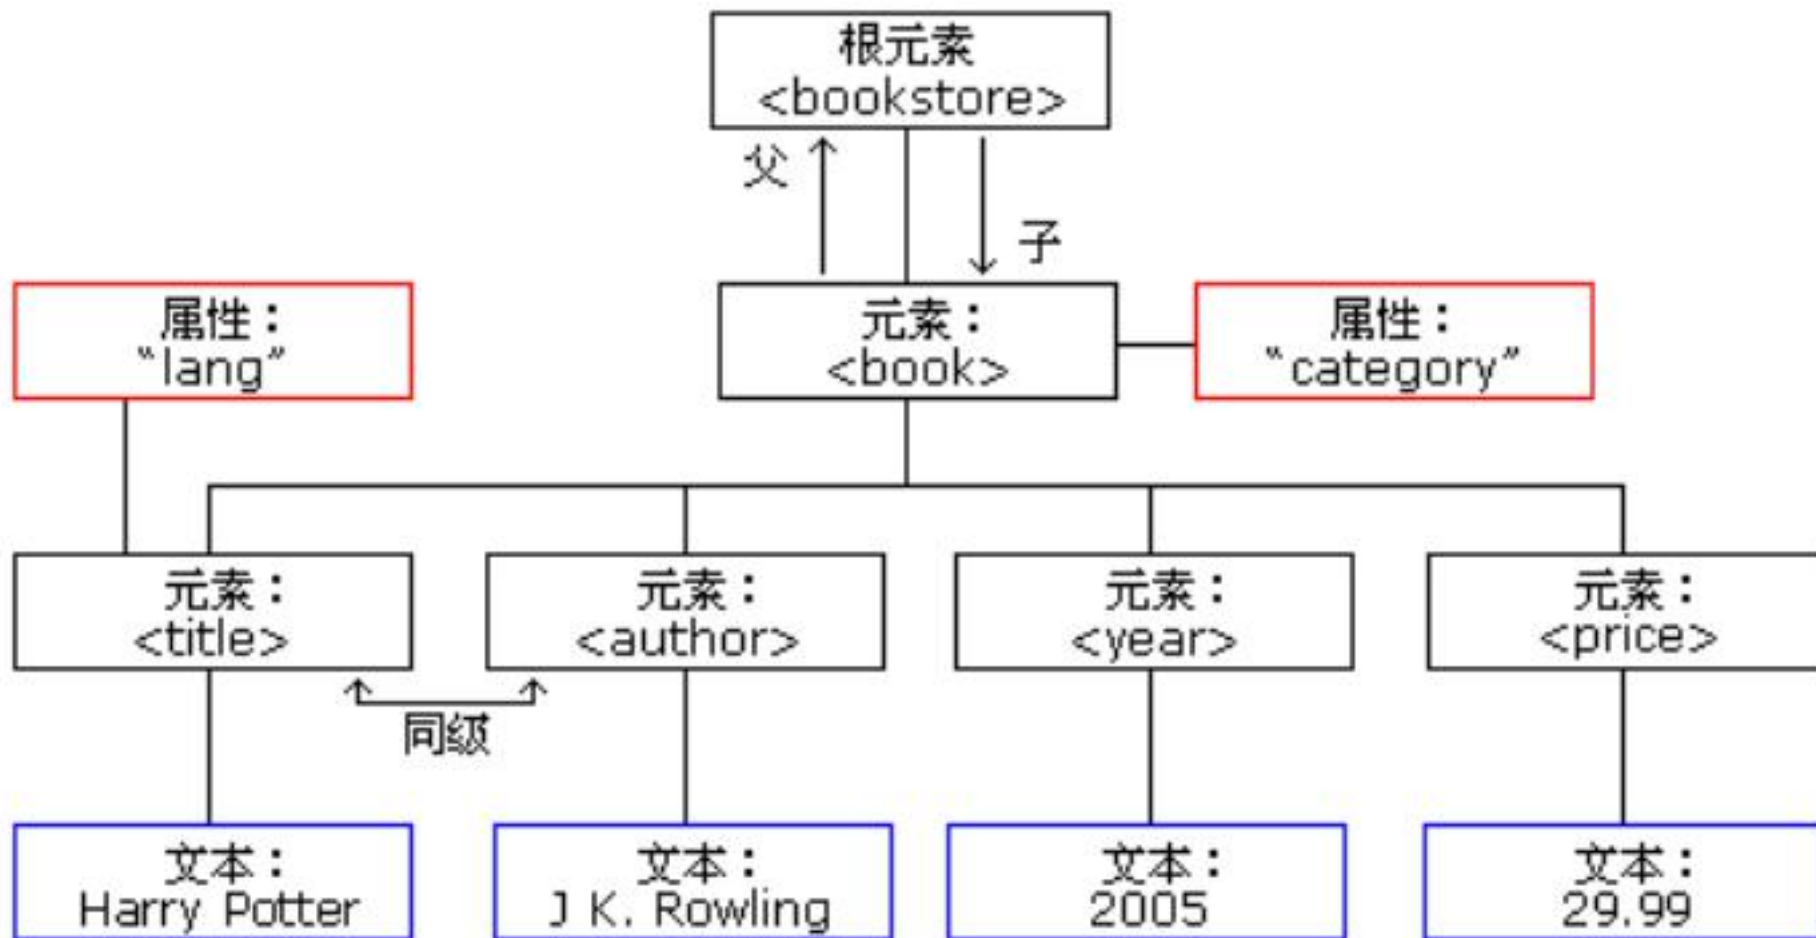 根元素
<bookstore>
父
子
属性：
“lang”
元素：
<book>
属性：
“category”
元素：
<title>
元素：
<author>
元素：
<year>
元素：
<price>
同级
文本：
Harry Potter
文本：
J K. Rowling
文本：
2005
文本：
29.99